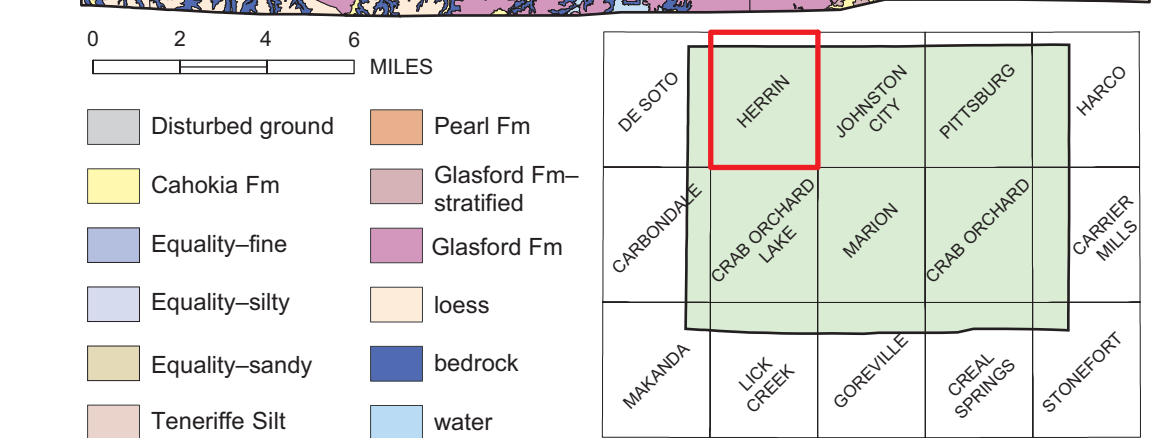 0 2 4 6
MILES
Disturbed ground
Cahokia Fm
Equality–fine
Equality–silty
Equality–sandy
Teneriffe Silt
Pearl Fm
Glasford Fm–
stratified
Glasford Fm
loess
bedrock
water
DE SOTO
HERRIN
JOHNSTON
CITY
PITTSBURG
HARCO
CARBONDALE
CRAB ORCHARD
LAKE
MARION
CRAB ORCHARD
CARRIER
MILLS
MAKANDA
LICK
CREEK
GOREVILLE
CREAL
SPRINGS
STONEFORT